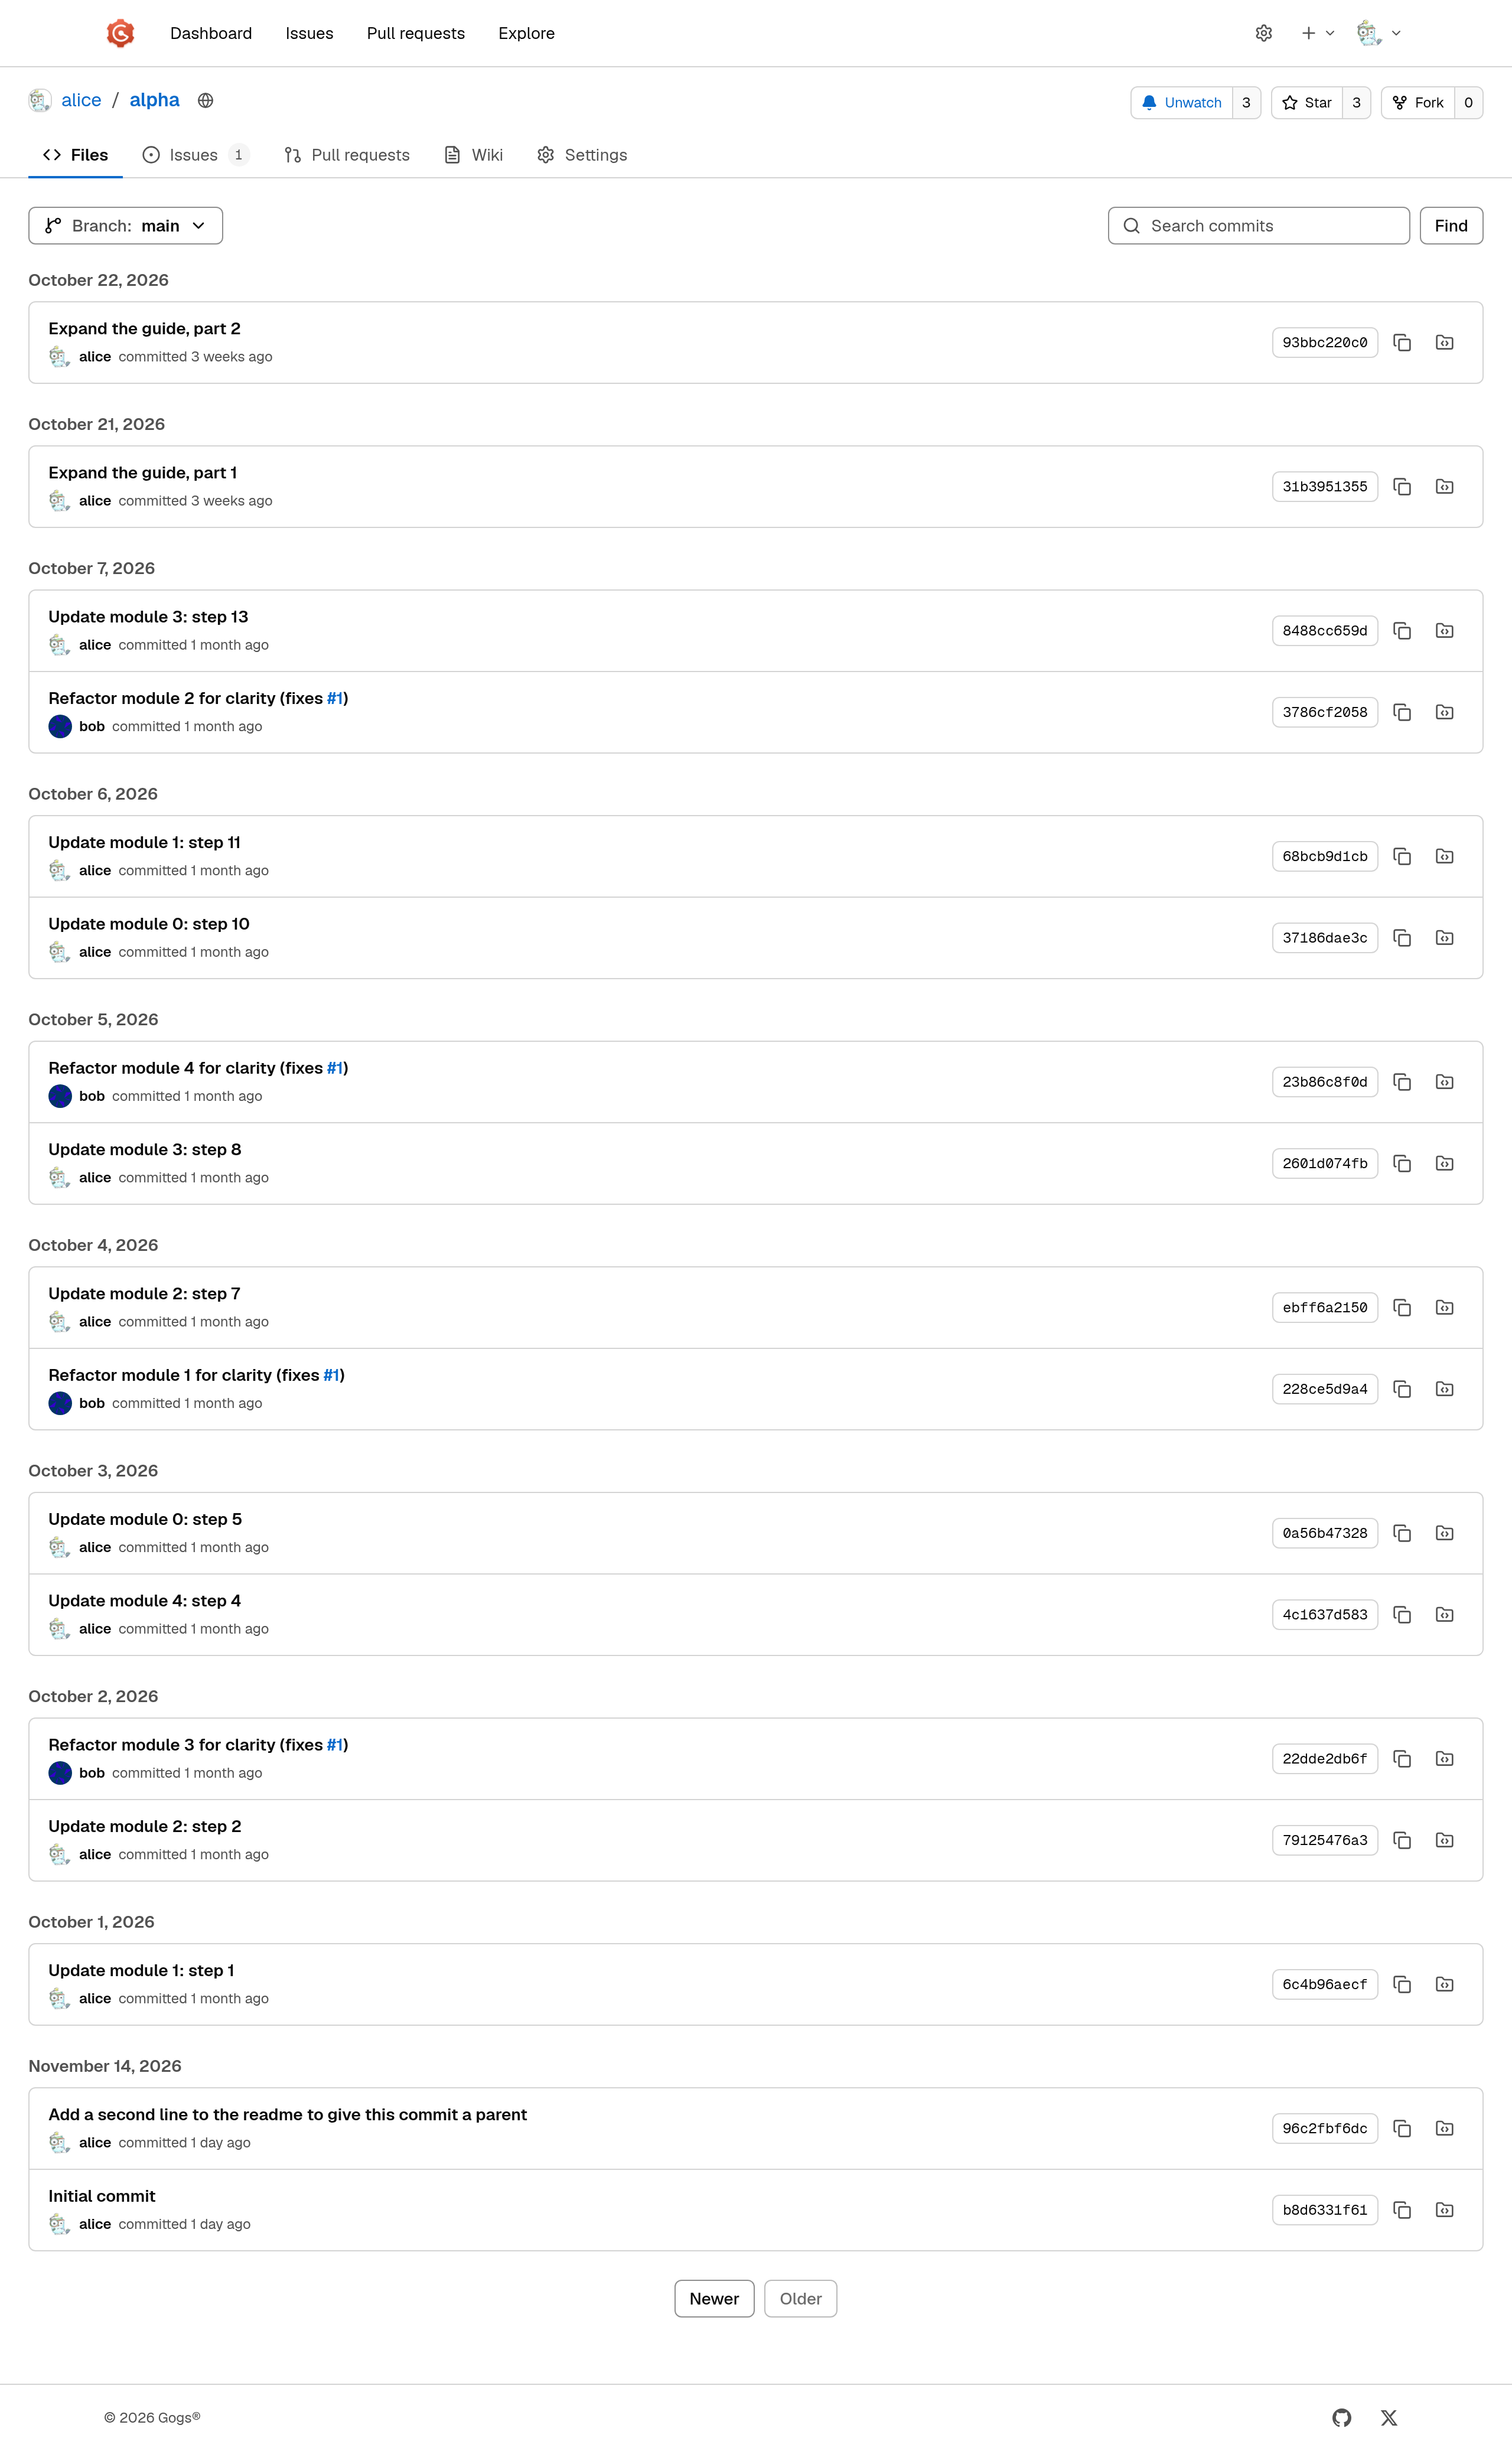 Dashboard Issues Pull requests Explore
alice / alpha
Unwatch 3 Star 3 Fork 0
Files Issues 1 Pull requests Wiki Settings
Branch: main Search commits Find
October 22, 2026
Expand the guide, part 2
93bbc220c0
alice committed 3 weeks ago
October 21, 2026
Expand the guide, part 1
31b3951355
alice committed 3 weeks ago
October 7, 2026
Update module 3: step 13
8488cc659d
alice committed 1 month ago
Refactor module 2 for clarity (fixes #1)
3786cf2058
bob committed 1 month ago
October 6, 2026
Update module 1: step 11
68bcb9d1cb
alice committed 1 month ago
Update module 0: step 10
37186dae3c
alice committed 1 month ago
October 5, 2026
Refactor module 4 for clarity (fixes #1)
23b86c8f0d
bob committed 1 month ago
Update module 3: step 8
2601d074fb
alice committed 1 month ago
October 4, 2026
Update module 2: step 7
ebff6a2150
alice committed 1 month ago
Refactor module 1 for clarity (fixes #1)
228ce5d9a4
bob committed 1 month ago
October 3, 2026
Update module 0: step 5
0a56b47328
alice committed 1 month ago
Update module 4: step 4
4c1637d583
alice committed 1 month ago
October 2, 2026
Refactor module 3 for clarity (fixes #1)
22dde2db6f
bob committed 1 month ago
Update module 2: step 2
79125476a3
alice committed 1 month ago
October 1, 2026
Update module 1: step 1
6c4b96aecf
alice committed 1 month ago
November 14, 2026
Add a second line to the readme to give this commit a parent
96c2fbf6dc
alice committed 1 day ago
Initial commit
b8d6331f61
alice committed 1 day ago
Newer Older
© 2026 Gogs®